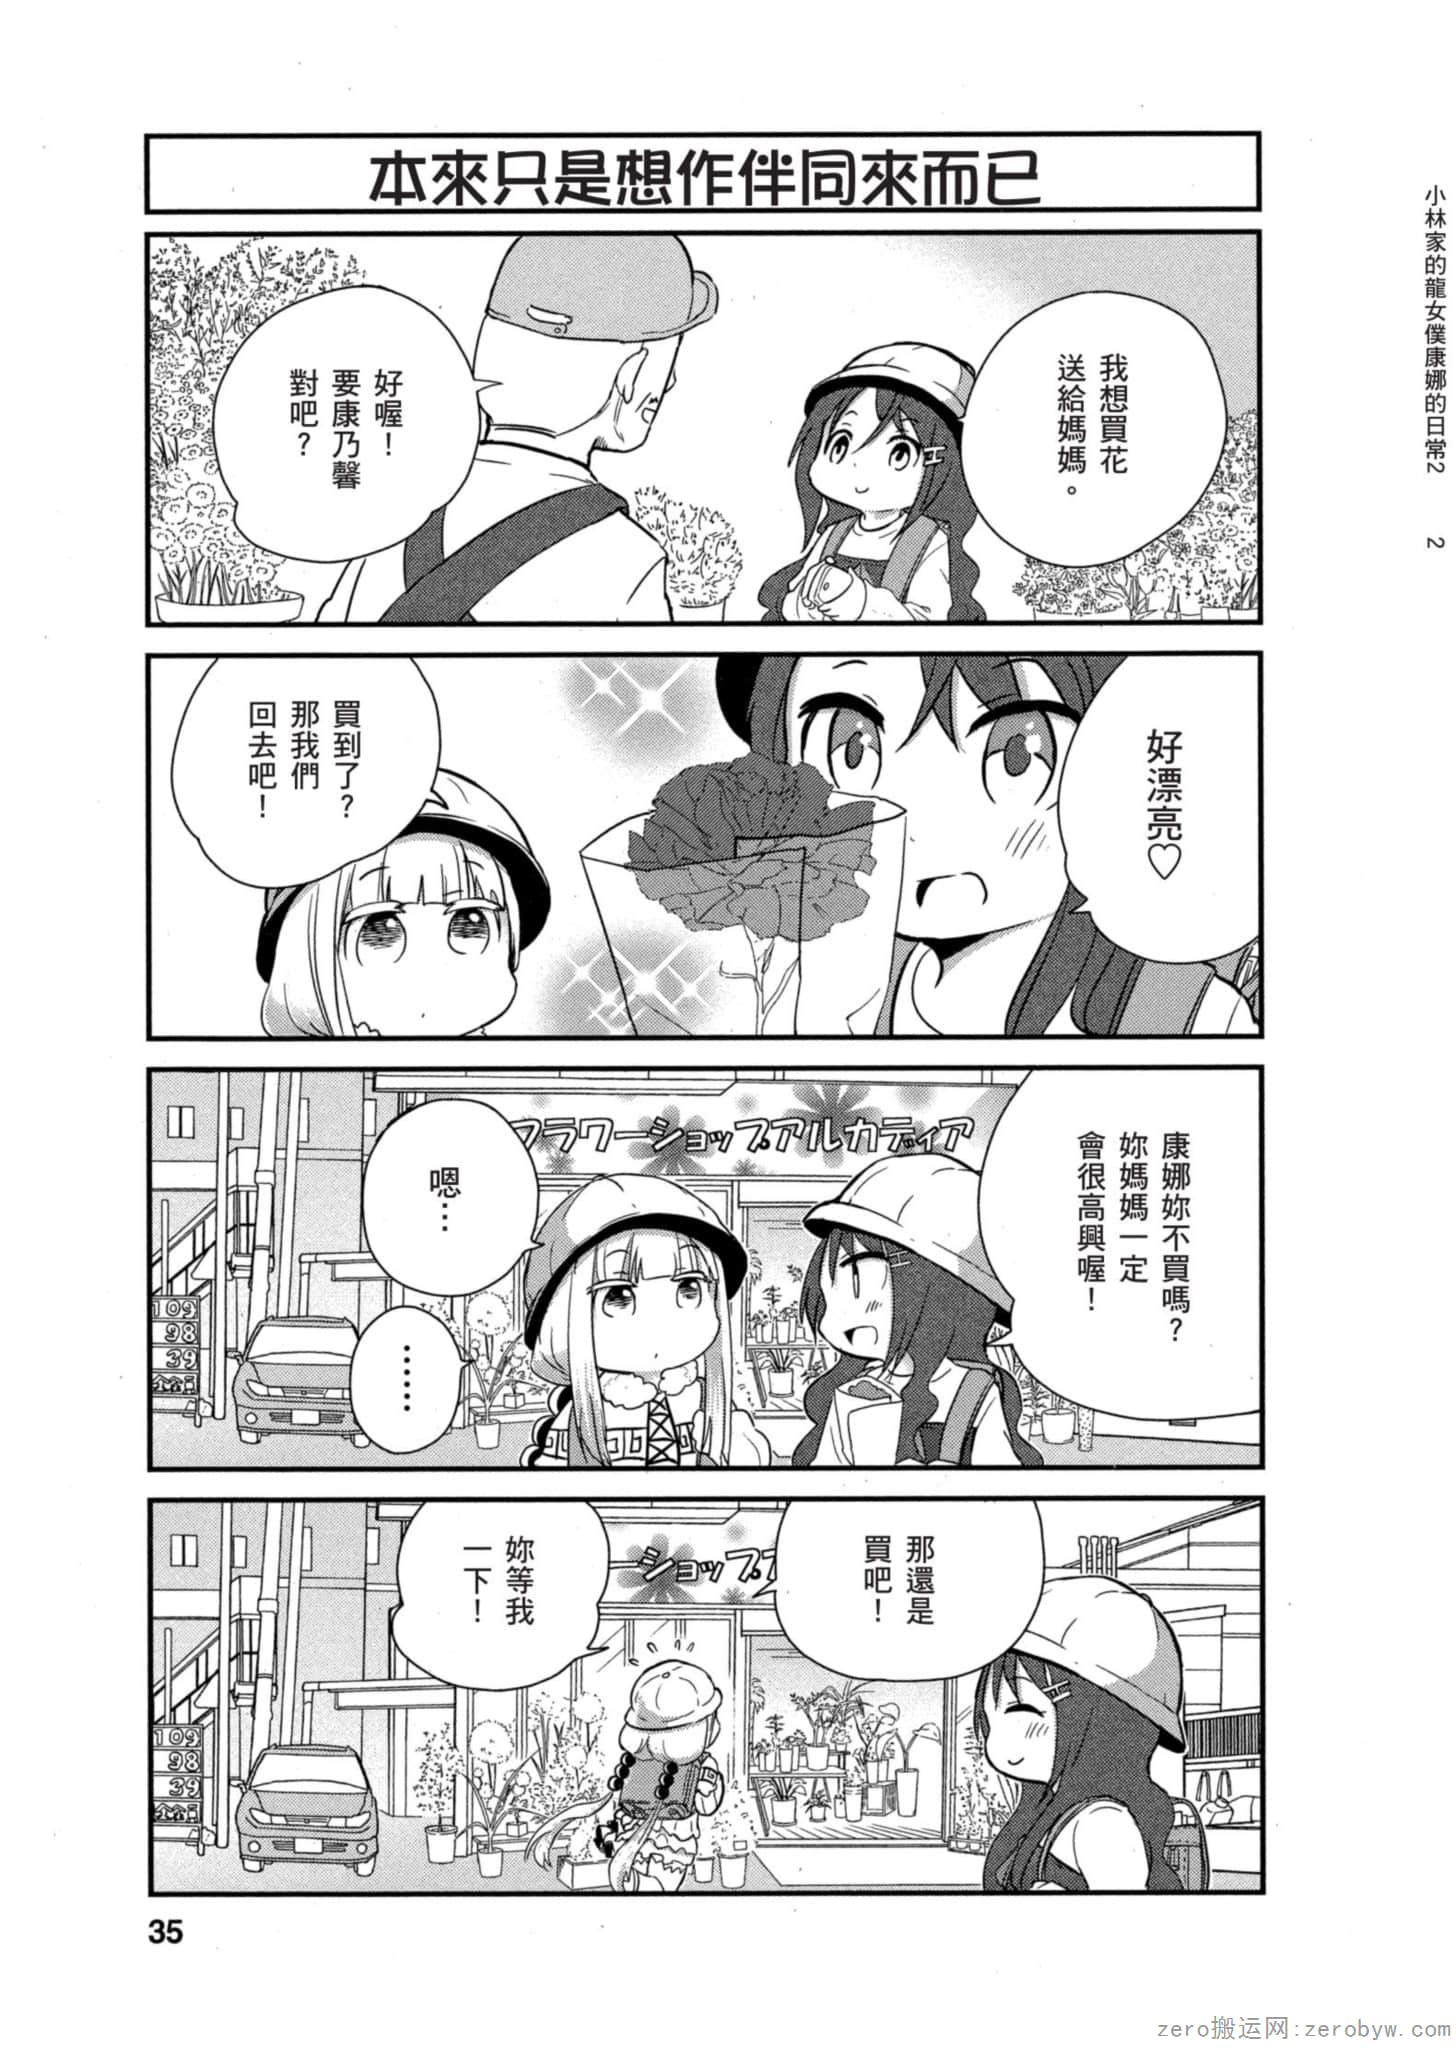 本來只是想作伴同來而已
小林家的龍女僕康娜的日常2 2
我想買花
送給媽媽。
好喔！
要康乃馨
對吧？
好漂亮♡
買到了？
那我們
回去吧！
康娜妳不買嗎？
妳媽媽一定
會很高興喔！
フラワーショップアルカディア
嗯…
……
109
98
39
那還是
買吧！
妳等我
一下！
ーショップア
109
98
39
35
zero搬运网:zerobyw.com